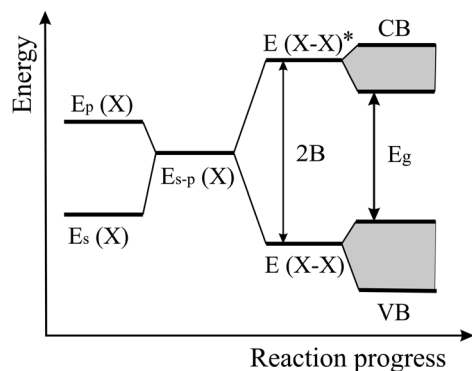 Energy
E (X-X)*
CB
Ep (X)
Es-p (X)
2B
Eg
Es (X)
E (X-X)
VB
Reaction progress